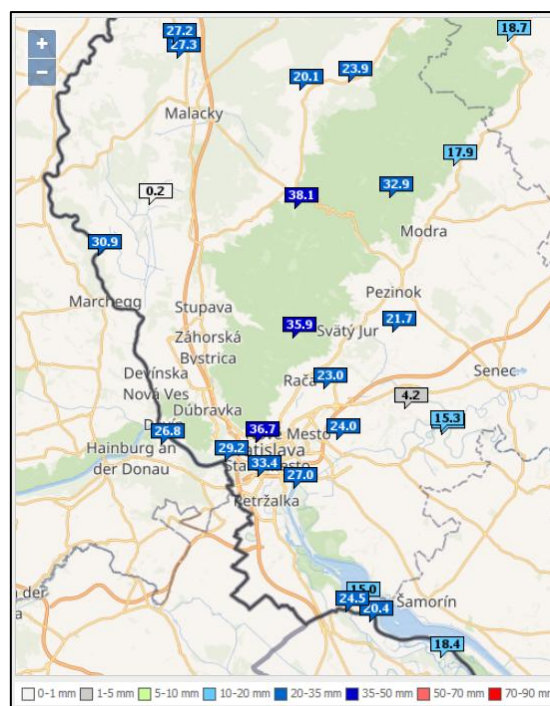 +
−
27.2
27.3
18.7
20.1
23.9
Malacky
17.9
0.2
38.1
32.9
Modra
30.9
Marchegg
Stupava
Pezinok
35.9
21.7
Svätý Jur
Záhorská
Bystrica
Senec
Devínska
Nová Ves
Rača
23.0
4.2
Dúbravka
15.3
26.8
36.7
Mesto
24.0
Hainburg an
der Donau
29.2
33.4
27.0
Petržalka
15.0
24.5
20.4
Šamorín
18.4
0-1 mm
1-5 mm
5-10 mm
10-20 mm
20-35 mm
35-50 mm
50-70 mm
70-90 mm